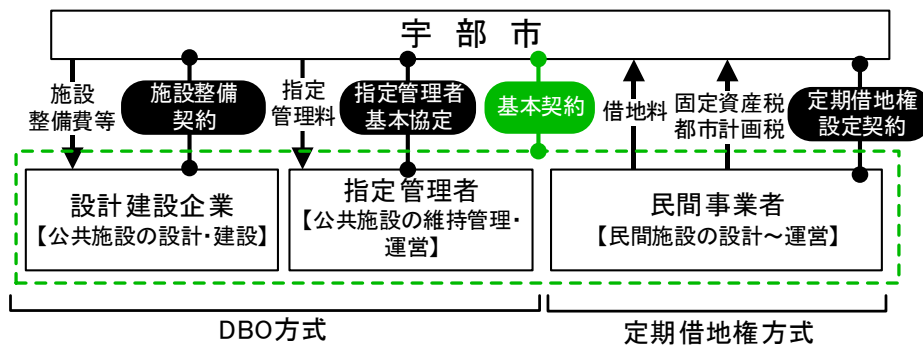 宇部市
施設
整備費等
施設整備
契約
指定
管理料
指定管理者
基本協定
基本契約
借地料
固定資産税
都市計画税
定期借地権
設定契約
設計建設企業
【公共施設の設計・建設】
指定管理者
【公共施設の維持管理・
運営】
民間事業者
【民間施設の設計～運営】
DBO方式
定期借地権方式